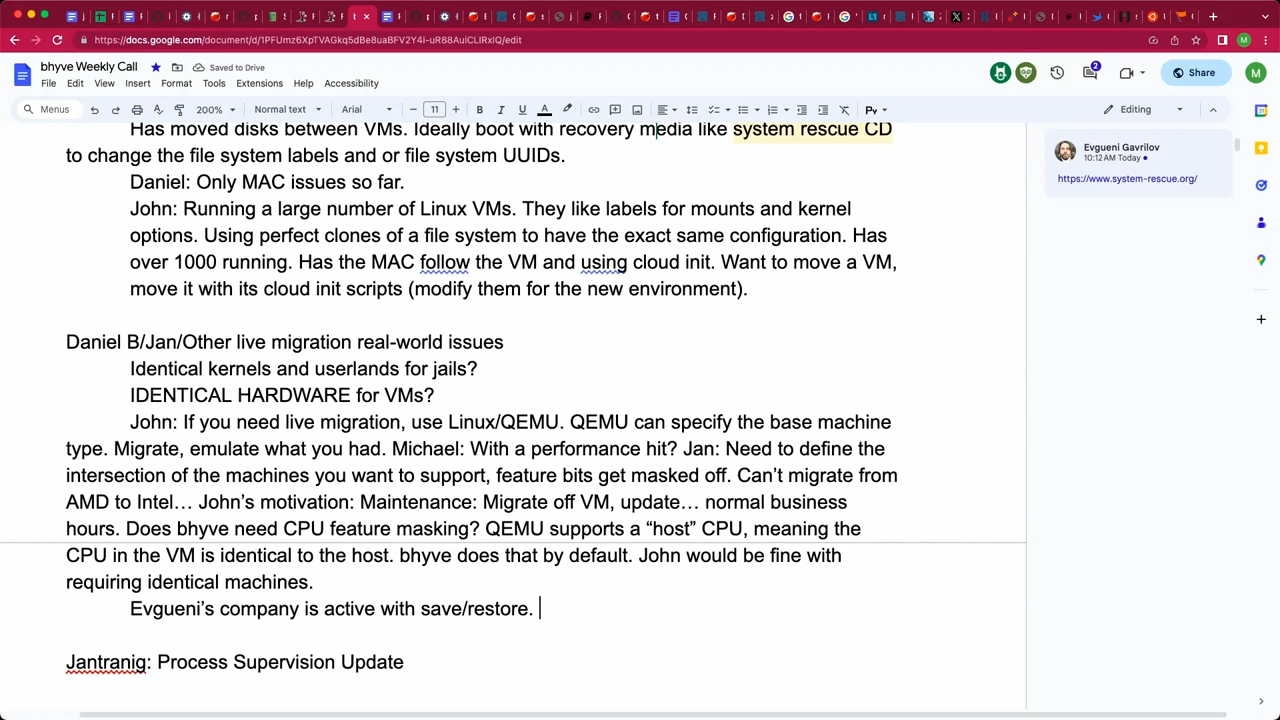 https://docs.google.com/document/d/1PFUmz6XpTVAGkq5dBe8uaBFV2Y4i-uR88AuiCLIRxIQ/edit
bhyve Weekly Call
Saved to Drive
File Edit View Insert Format Tools Extensions Help Accessibility
2
Share
M
Menus
200%
Normal text
Arial
11
B I U A
Editing
Has moved disks between VMs. Ideally boot with recovery media like system rescue CD
to change the file system labels and or file system UUIDs.
Daniel: Only MAC issues so far.
John: Running a large number of Linux VMs. They like labels for mounts and kernel
options. Using perfect clones of a file system to have the exact same configuration. Has
over 1000 running. Has the MAC follow the VM and using cloud init. Want to move a VM,
move it with its cloud init scripts (modify them for the new environment).
Daniel B/Jan/Other live migration real-world issues
Identical kernels and userlands for jails?
IDENTICAL HARDWARE for VMs?
John: If you need live migration, use Linux/QEMU. QEMU can specify the base machine
type. Migrate, emulate what you had. Michael: With a performance hit? Jan: Need to define the
intersection of the machines you want to support, feature bits get masked off. Can’t migrate from
AMD to Intel… John’s motivation: Maintenance: Migrate off VM, update… normal business
hours. Does bhyve need CPU feature masking? QEMU supports a “host” CPU, meaning the
CPU in the VM is identical to the host. bhyve does that by default. John would be fine with
requiring identical machines.
Evgueni’s company is active with save/restore.
Jantranig: Process Supervision Update
Evgueni Gavrilov
10:12 AM Today
https://www.system-rescue.org/